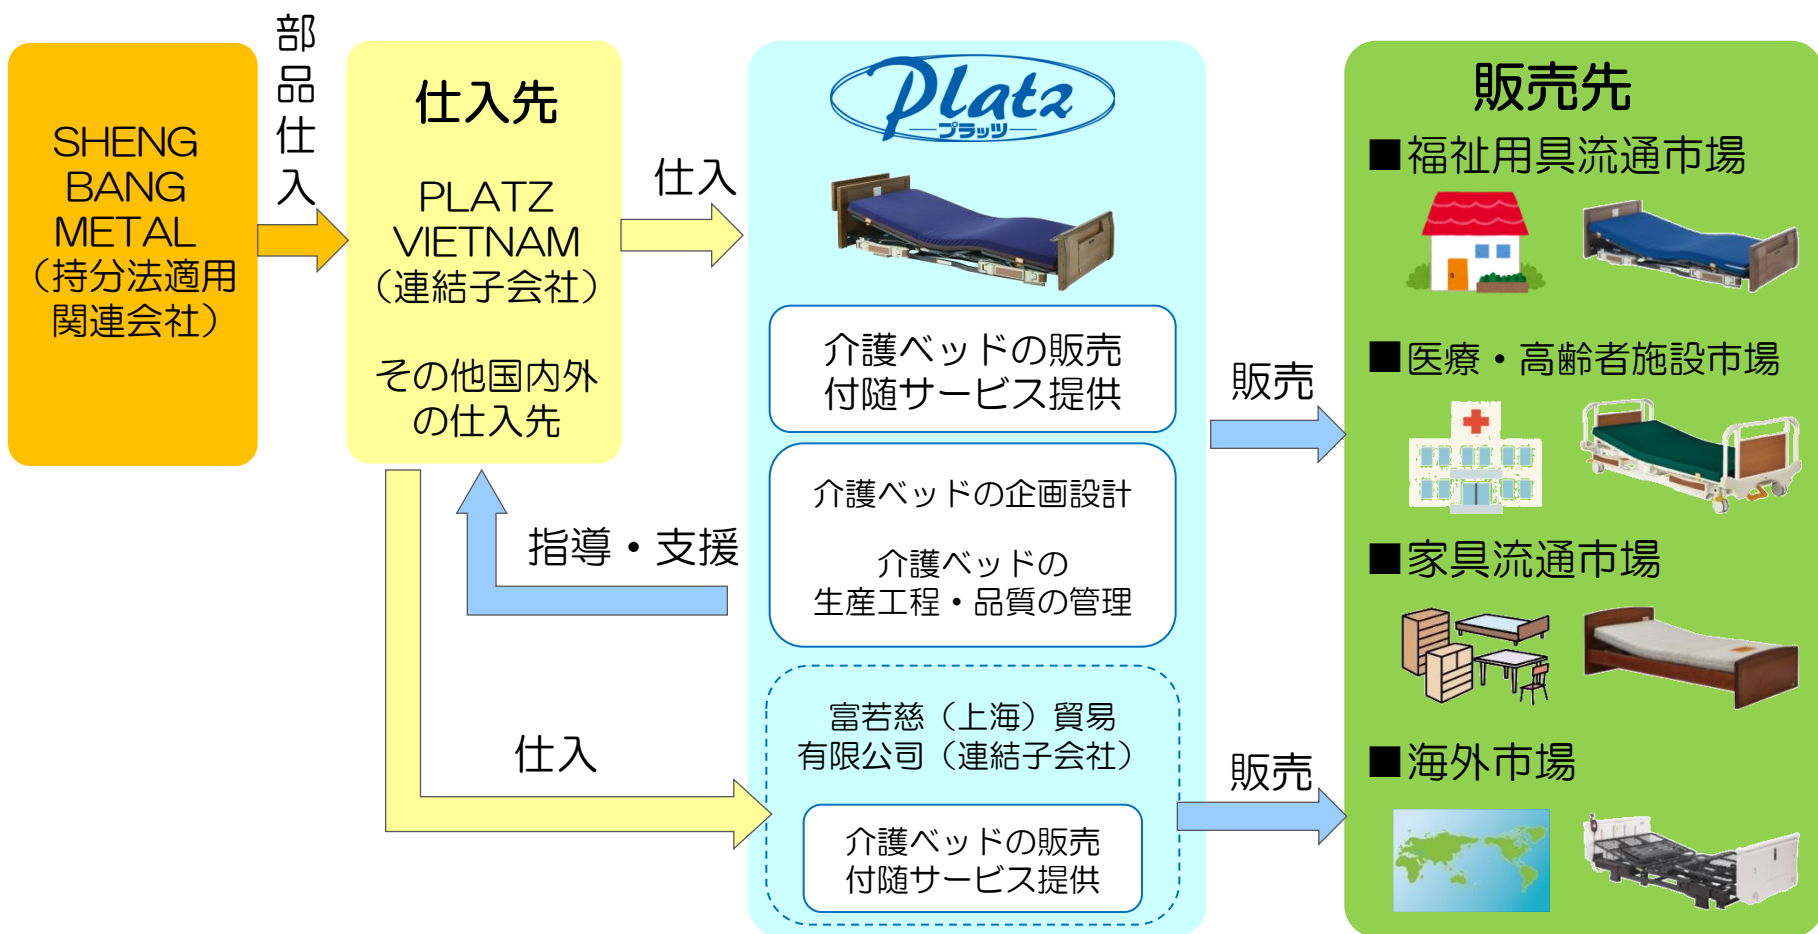 部
品
仕
入
SHENG
BANG
METAL
（持分法適用
関連会社）
仕入先
PLATZ
VIETNAM
（連結子会社）
その他国内外
の仕入先
仕入
指導・支援
仕入
Platz
プラッツ
介護ベッドの販売
付随サービス提供
介護ベッドの企画設計
介護ベッドの
生産工程・品質の管理
富若慈（上海）貿易
有限公司（連結子会社）
介護ベッドの販売
付随サービス提供
販売
販売
販売先
■福祉用具流通市場
■医療・高齢者施設市場
■家具流通市場
■海外市場